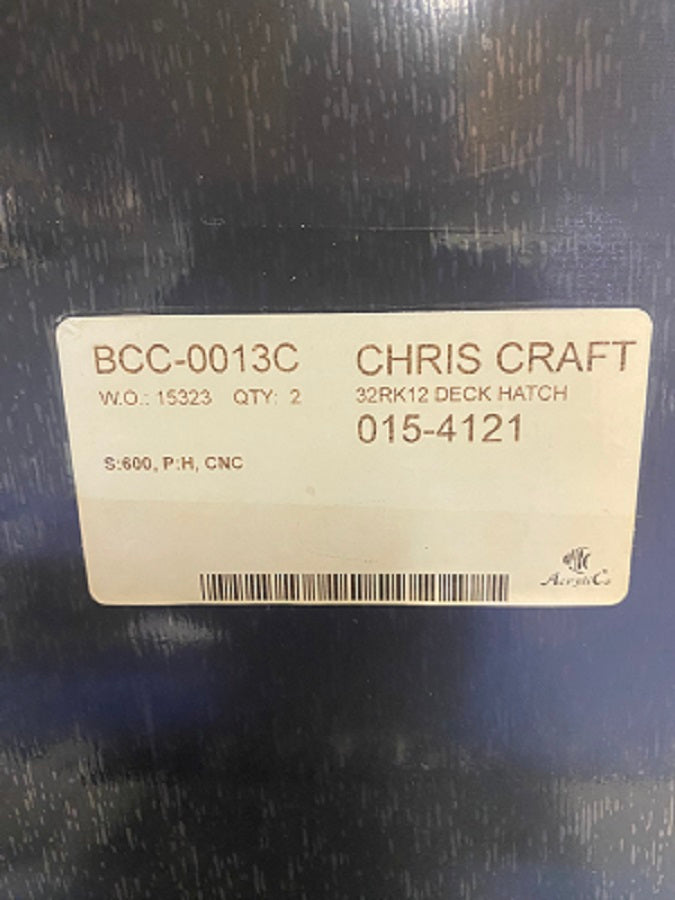 BCC-0013C
W.O.: 15323 QTY: 2
S:600, P:H, CNC
CHRIS CRAFT
32RK12 DECK HATCH
015-4121